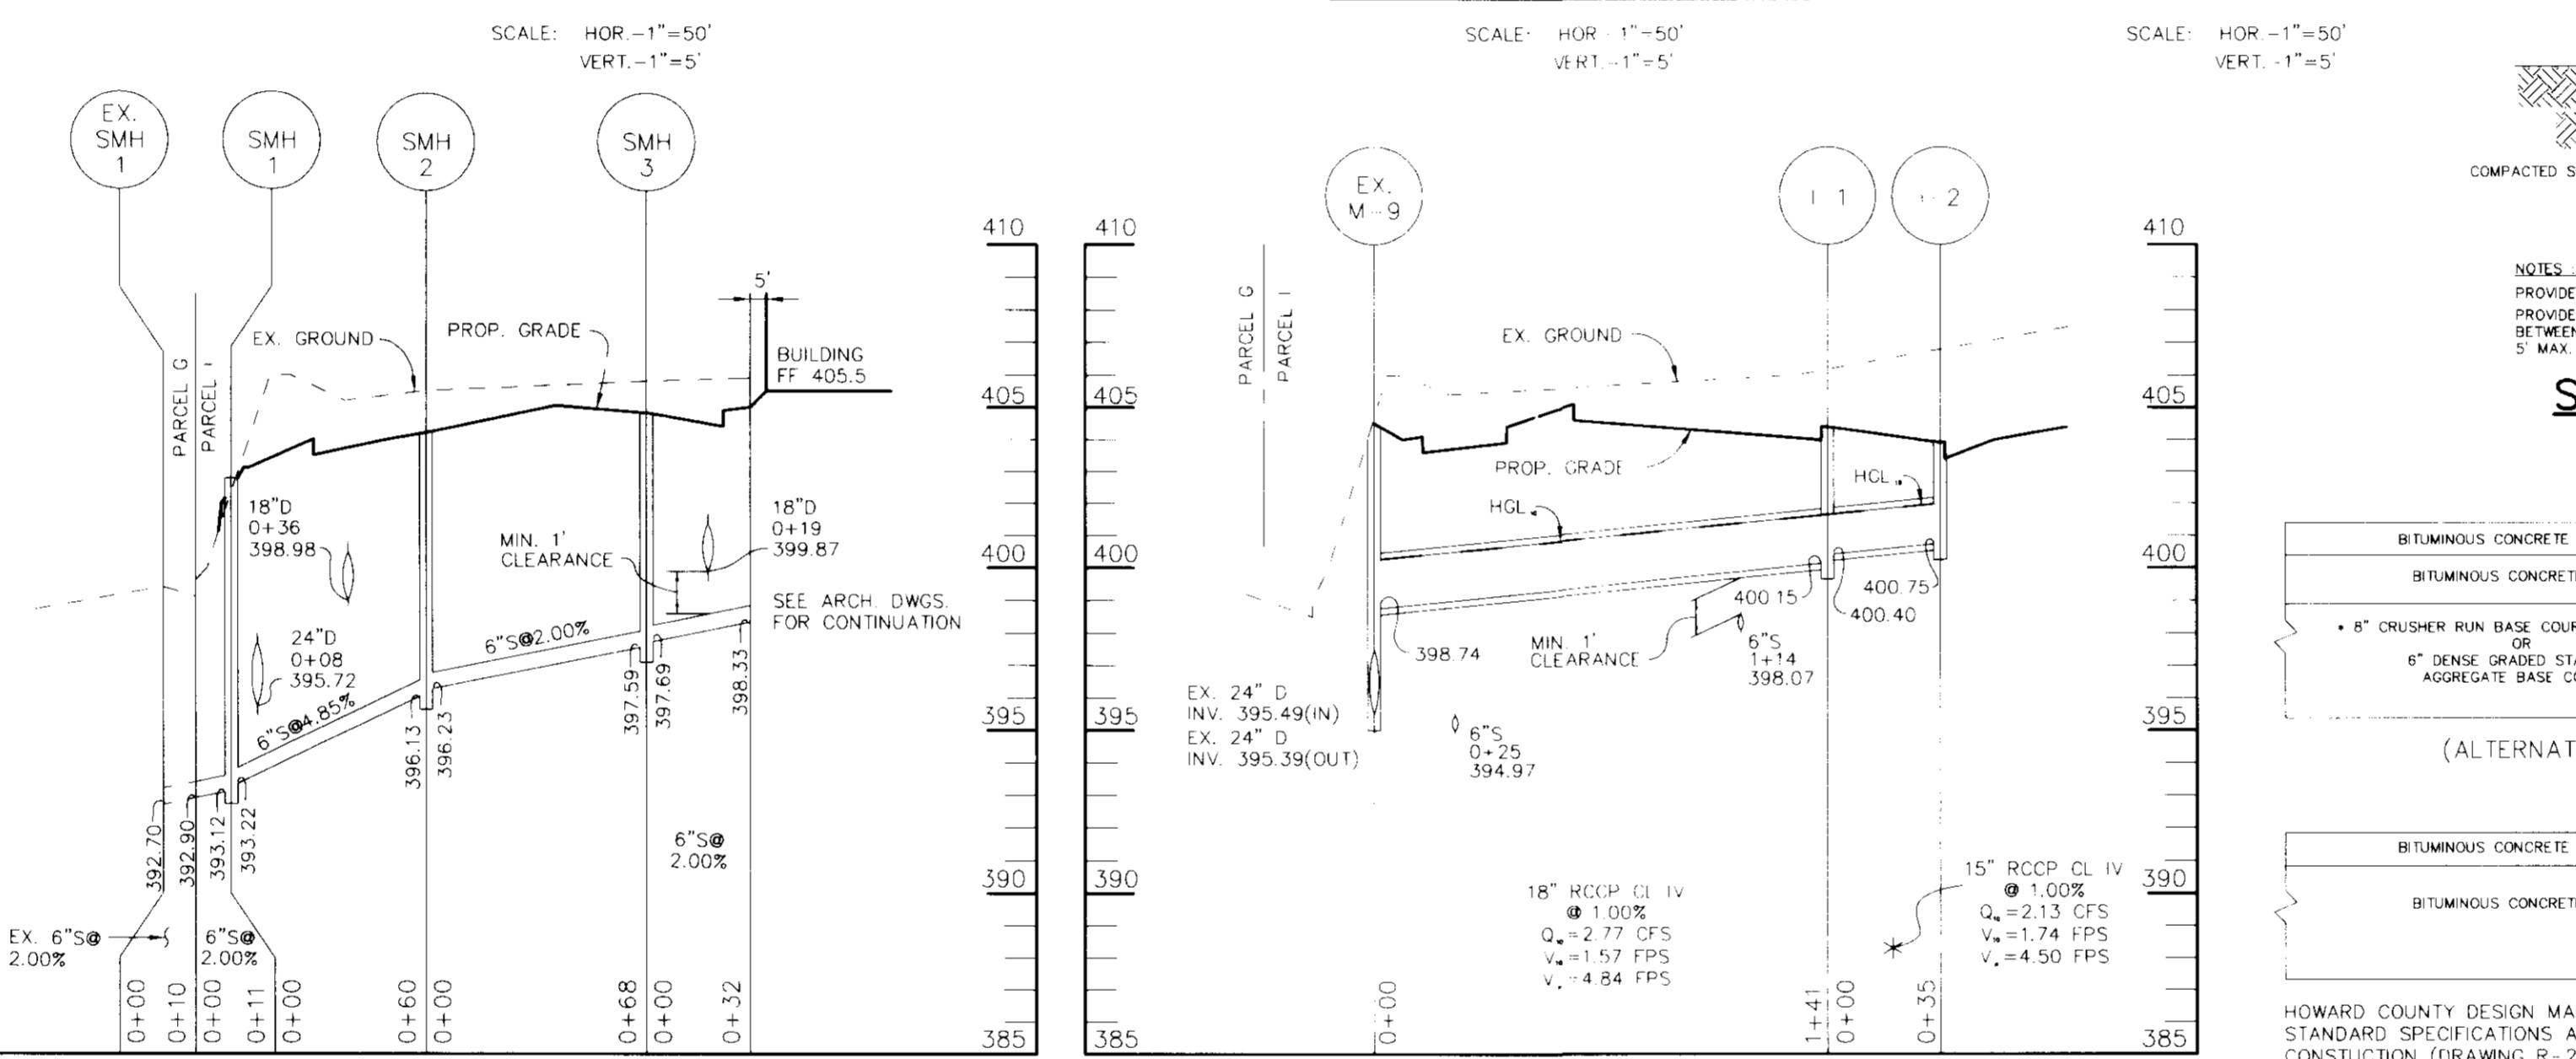 SCALE: HOR.-1"=50'
VERT.-1"=5'
SCALE: HOR - 1"=50'
VERT.-1"=5'
SCALE: HOR.-1"=50'
VERT.-1"=5'
EX.
SMH
1
SMH
1
SMH
2
SMH
3
EX. GROUND
PROP. GRADE
5'
BUILDING
FF 405.5
PARCEL G
PARCEL I
18"D
0+36
398.98
24"D
0+08
395.72
MIN. 1'
CLEARANCE
18"D
0+19
399.87
SEE ARCH. DWGS.
FOR CONTINUATION
6"S@4.85%
6"S@2.00%
392.70
392.90
393.12
393.22
396.13
396.23
397.59
397.69
398.33
6"S@
2.00%
EX. 6"S@
2.00%
6"S@
2.00%
0+00
0+10
0+00
0+11
0+00
0+60
0+00
0+68
0+00
0+32
410
405
400
395
390
385
410
405
400
395
390
385
EX.
M-9
1
2
PARCEL G
PARCEL I
EX. GROUND
PROP. GRADE
HGL
HGL
398.74
400.15
400.40
400.75
MIN. 1'
CLEARANCE
6"S
1+14
398.07
EX. 24" D
INV. 395.49(IN)
EX. 24" D
INV. 395.39(OUT)
6"S
0+25
394.97
18" RCCP CL IV
@ 1.00%
Q =2.77 CFS
V =1.57 FPS
V =4.84 FPS
15" RCCP CL IV
@ 1.00%
Q =2.13 CFS
V =1.74 FPS
V =4.50 FPS
0+00
1+41
0+00
0+35
410
405
400
395
390
385
COMPACTED S
NOTES :
PROVIDE
PROVIDE
BETWEEN
5' MAX.
S
BITUMINOUS CONCRETE
BITUMINOUS CONCRET
* 8" CRUSHER RUN BASE COUR
OR
6" DENSE GRADED STA
AGGREGATE BASE CO
(ALTERNAT
BITUMINOUS CONCRETE
BITUMINOUS CONCRET
HOWARD COUNTY DESIGN MA
STANDARD SPECIFICATIONS A
CONSTUCTION (DRAWING R-2